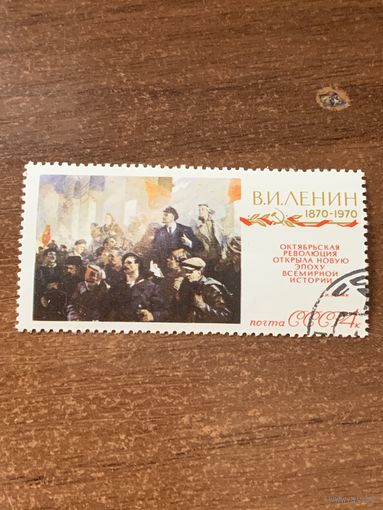 В.И.ЛЕНИН
1870-1970
ОКТЯБРЬСКАЯ
РЕВОЛЮЦИЯ
ОТКРЫЛА НОВУЮ
ЭПОХУ
ВСЕМИРНОЙ
ИСТОРИИ
почта СССР 4к